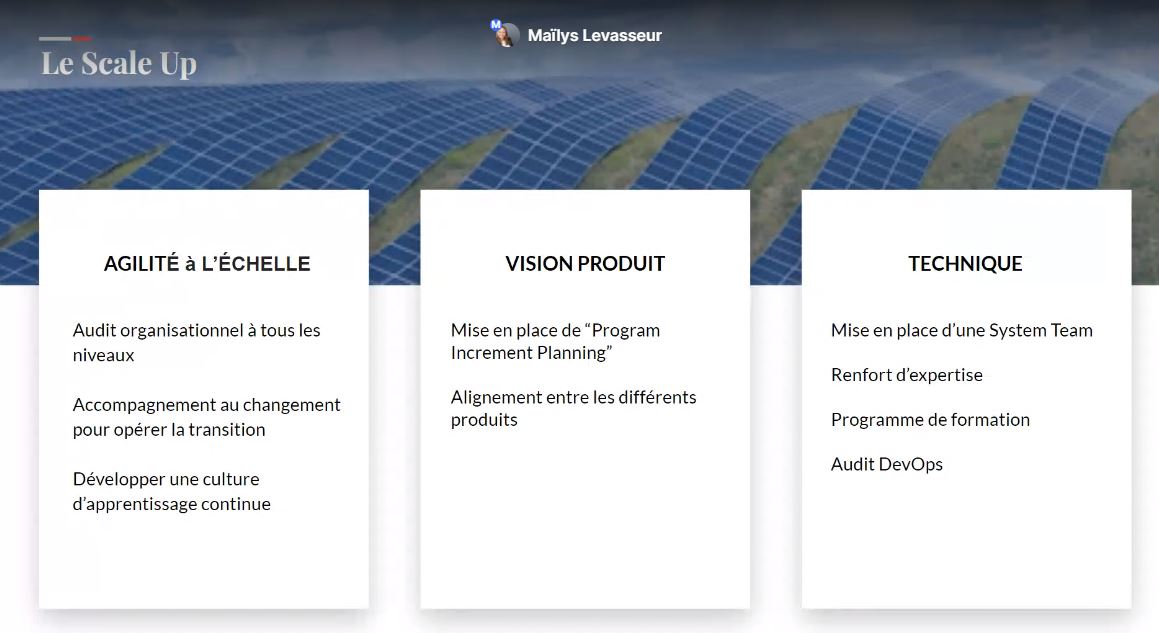 M
Maïlys Levasseur
Le Scale Up
AGILITÉ à L’ÉCHELLE
Audit organisationnel à tous les
niveaux
Accompagnement au changement
pour opérer la transition
Développer une culture
d’apprentissage continue
VISION PRODUIT
Mise en place de “Program
Increment Planning”
Alignement entre les différents
produits
TECHNIQUE
Mise en place d’une System Team
Renfort d’expertise
Programme de formation
Audit DevOps